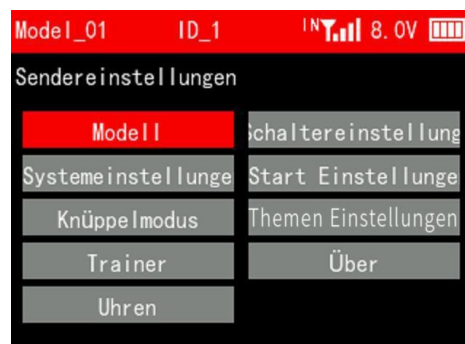 Model_01 ID_1 IN 8.0V
Sendereinstellungen
Modell
Schaltereinstellung
Systemeinstellunge
Start Einstellunge
Knüppelmodus
Themen Einstellungen
Trainer
Über
Uhren